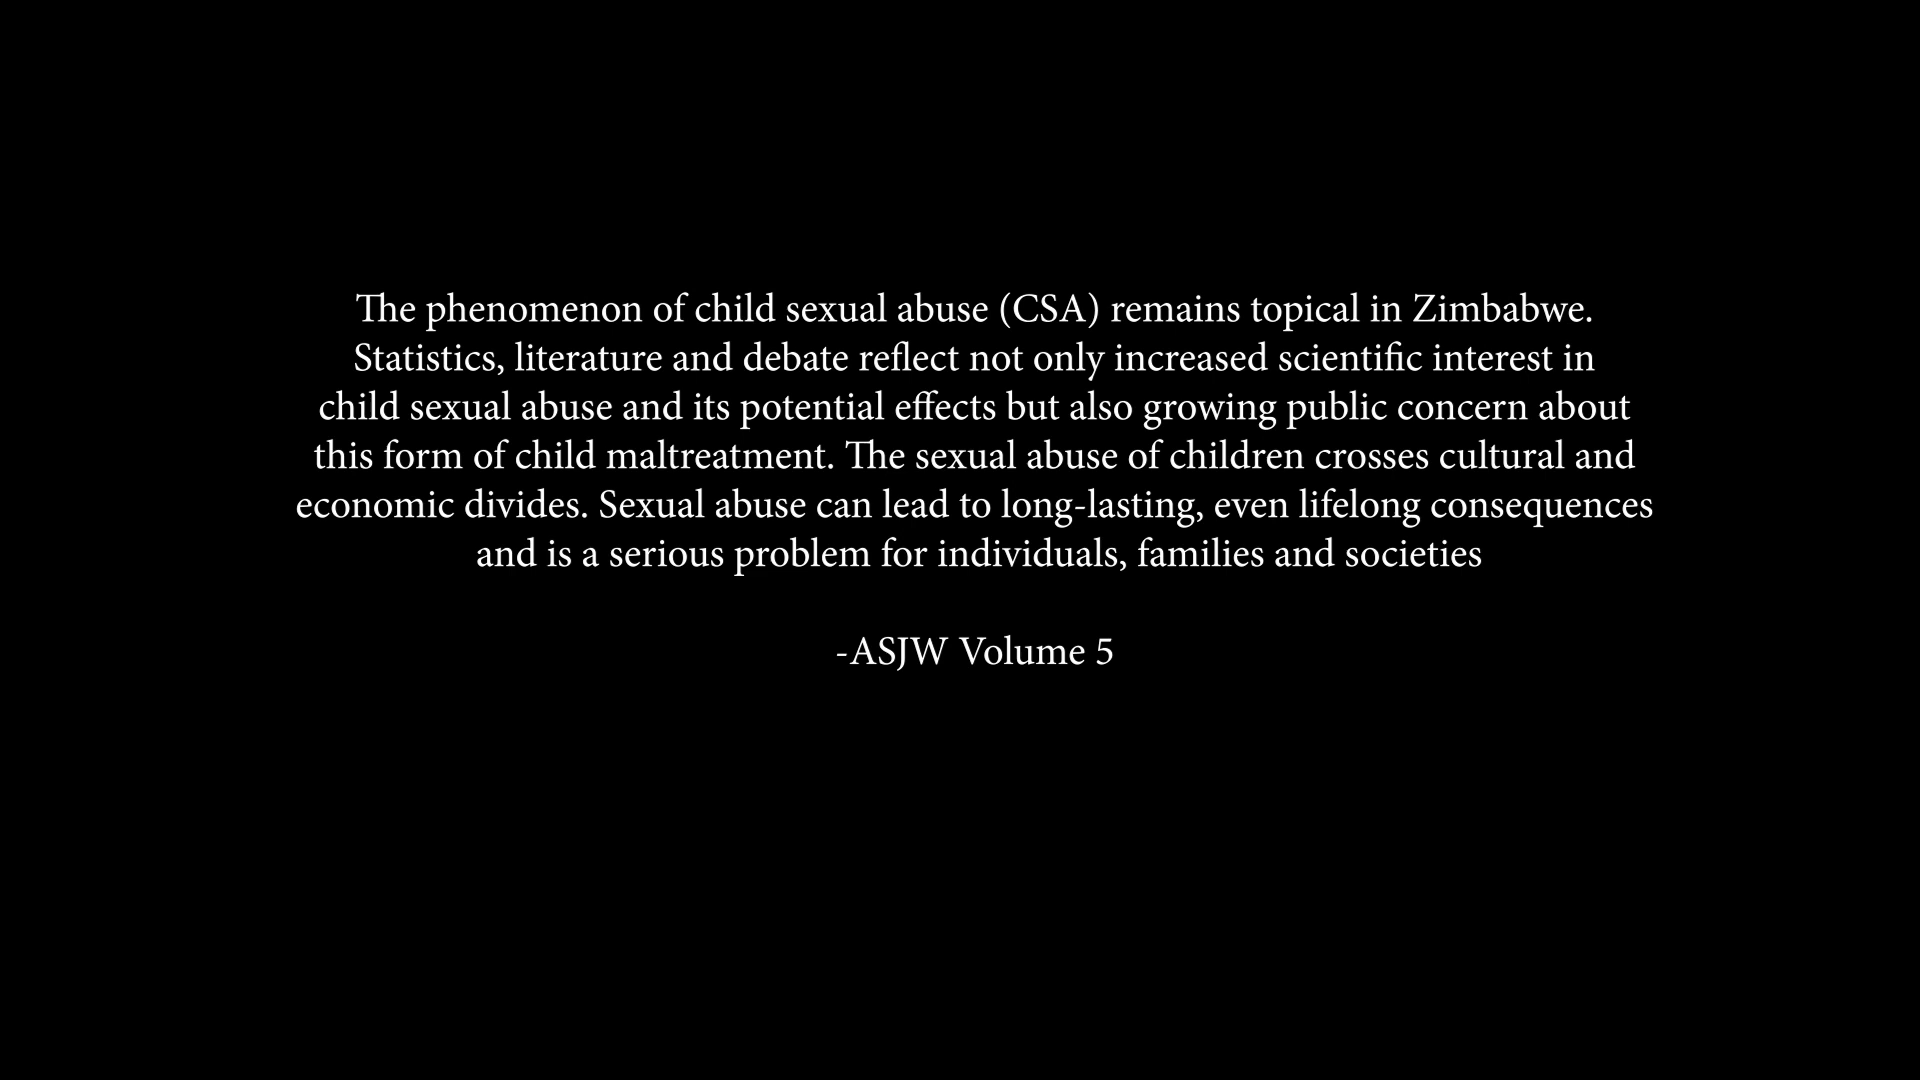 The phenomenon of child sexual abuse (CSA) remains topical in Zimbabwe.
Statistics, literature and debate reflect not only increased scientific interest in
child sexual abuse and its potential effects but also growing public concern about
this form of child maltreatment. The sexual abuse of children crosses cultural and
economic divides. Sexual abuse can lead to long-lasting, even lifelong consequences
and is a serious problem for individuals, families and societies
-ASJW Volume 5